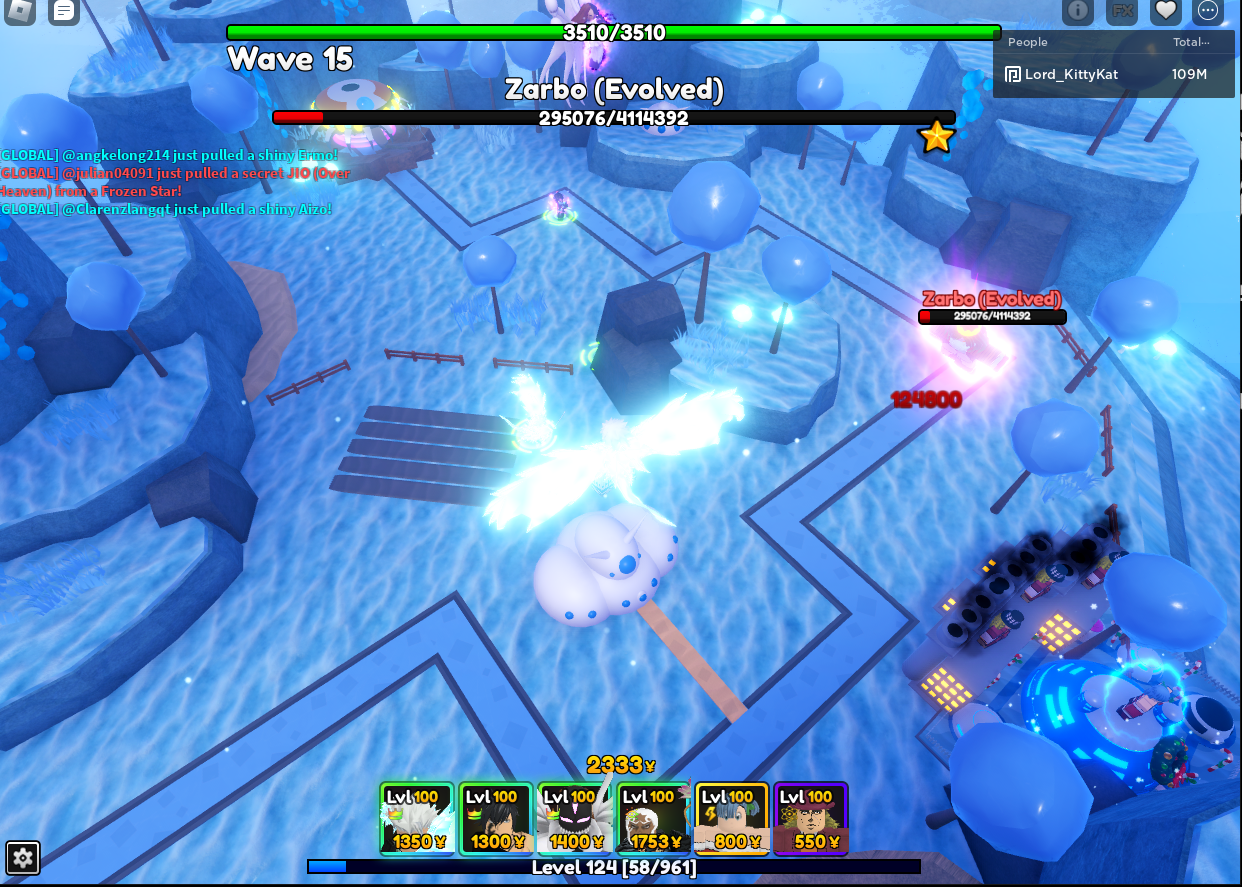 FX
3510/3510
People
Total...
Wave 15
Lord_KittyKat
109M
Zarbo (Evolved)
295076/4114392
[GLOBAL] @angkelong214 just pulled a shiny Ermo!
[GLOBAL] @julian04091 just pulled a secret JIO (Over
Heaven) from a Frozen Star!
[GLOBAL] @Clarenzlangqt just pulled a shiny Aizo!
Zarbo (Evolved)
295076/4114392
124800
2333¥
Lvl 100
Lvl 100
Lvl 100
Lvl 100
Lvl 100
Lvl 100
1350¥
1300¥
1400¥
1753¥
800¥
550¥
Level 124 [58/961]